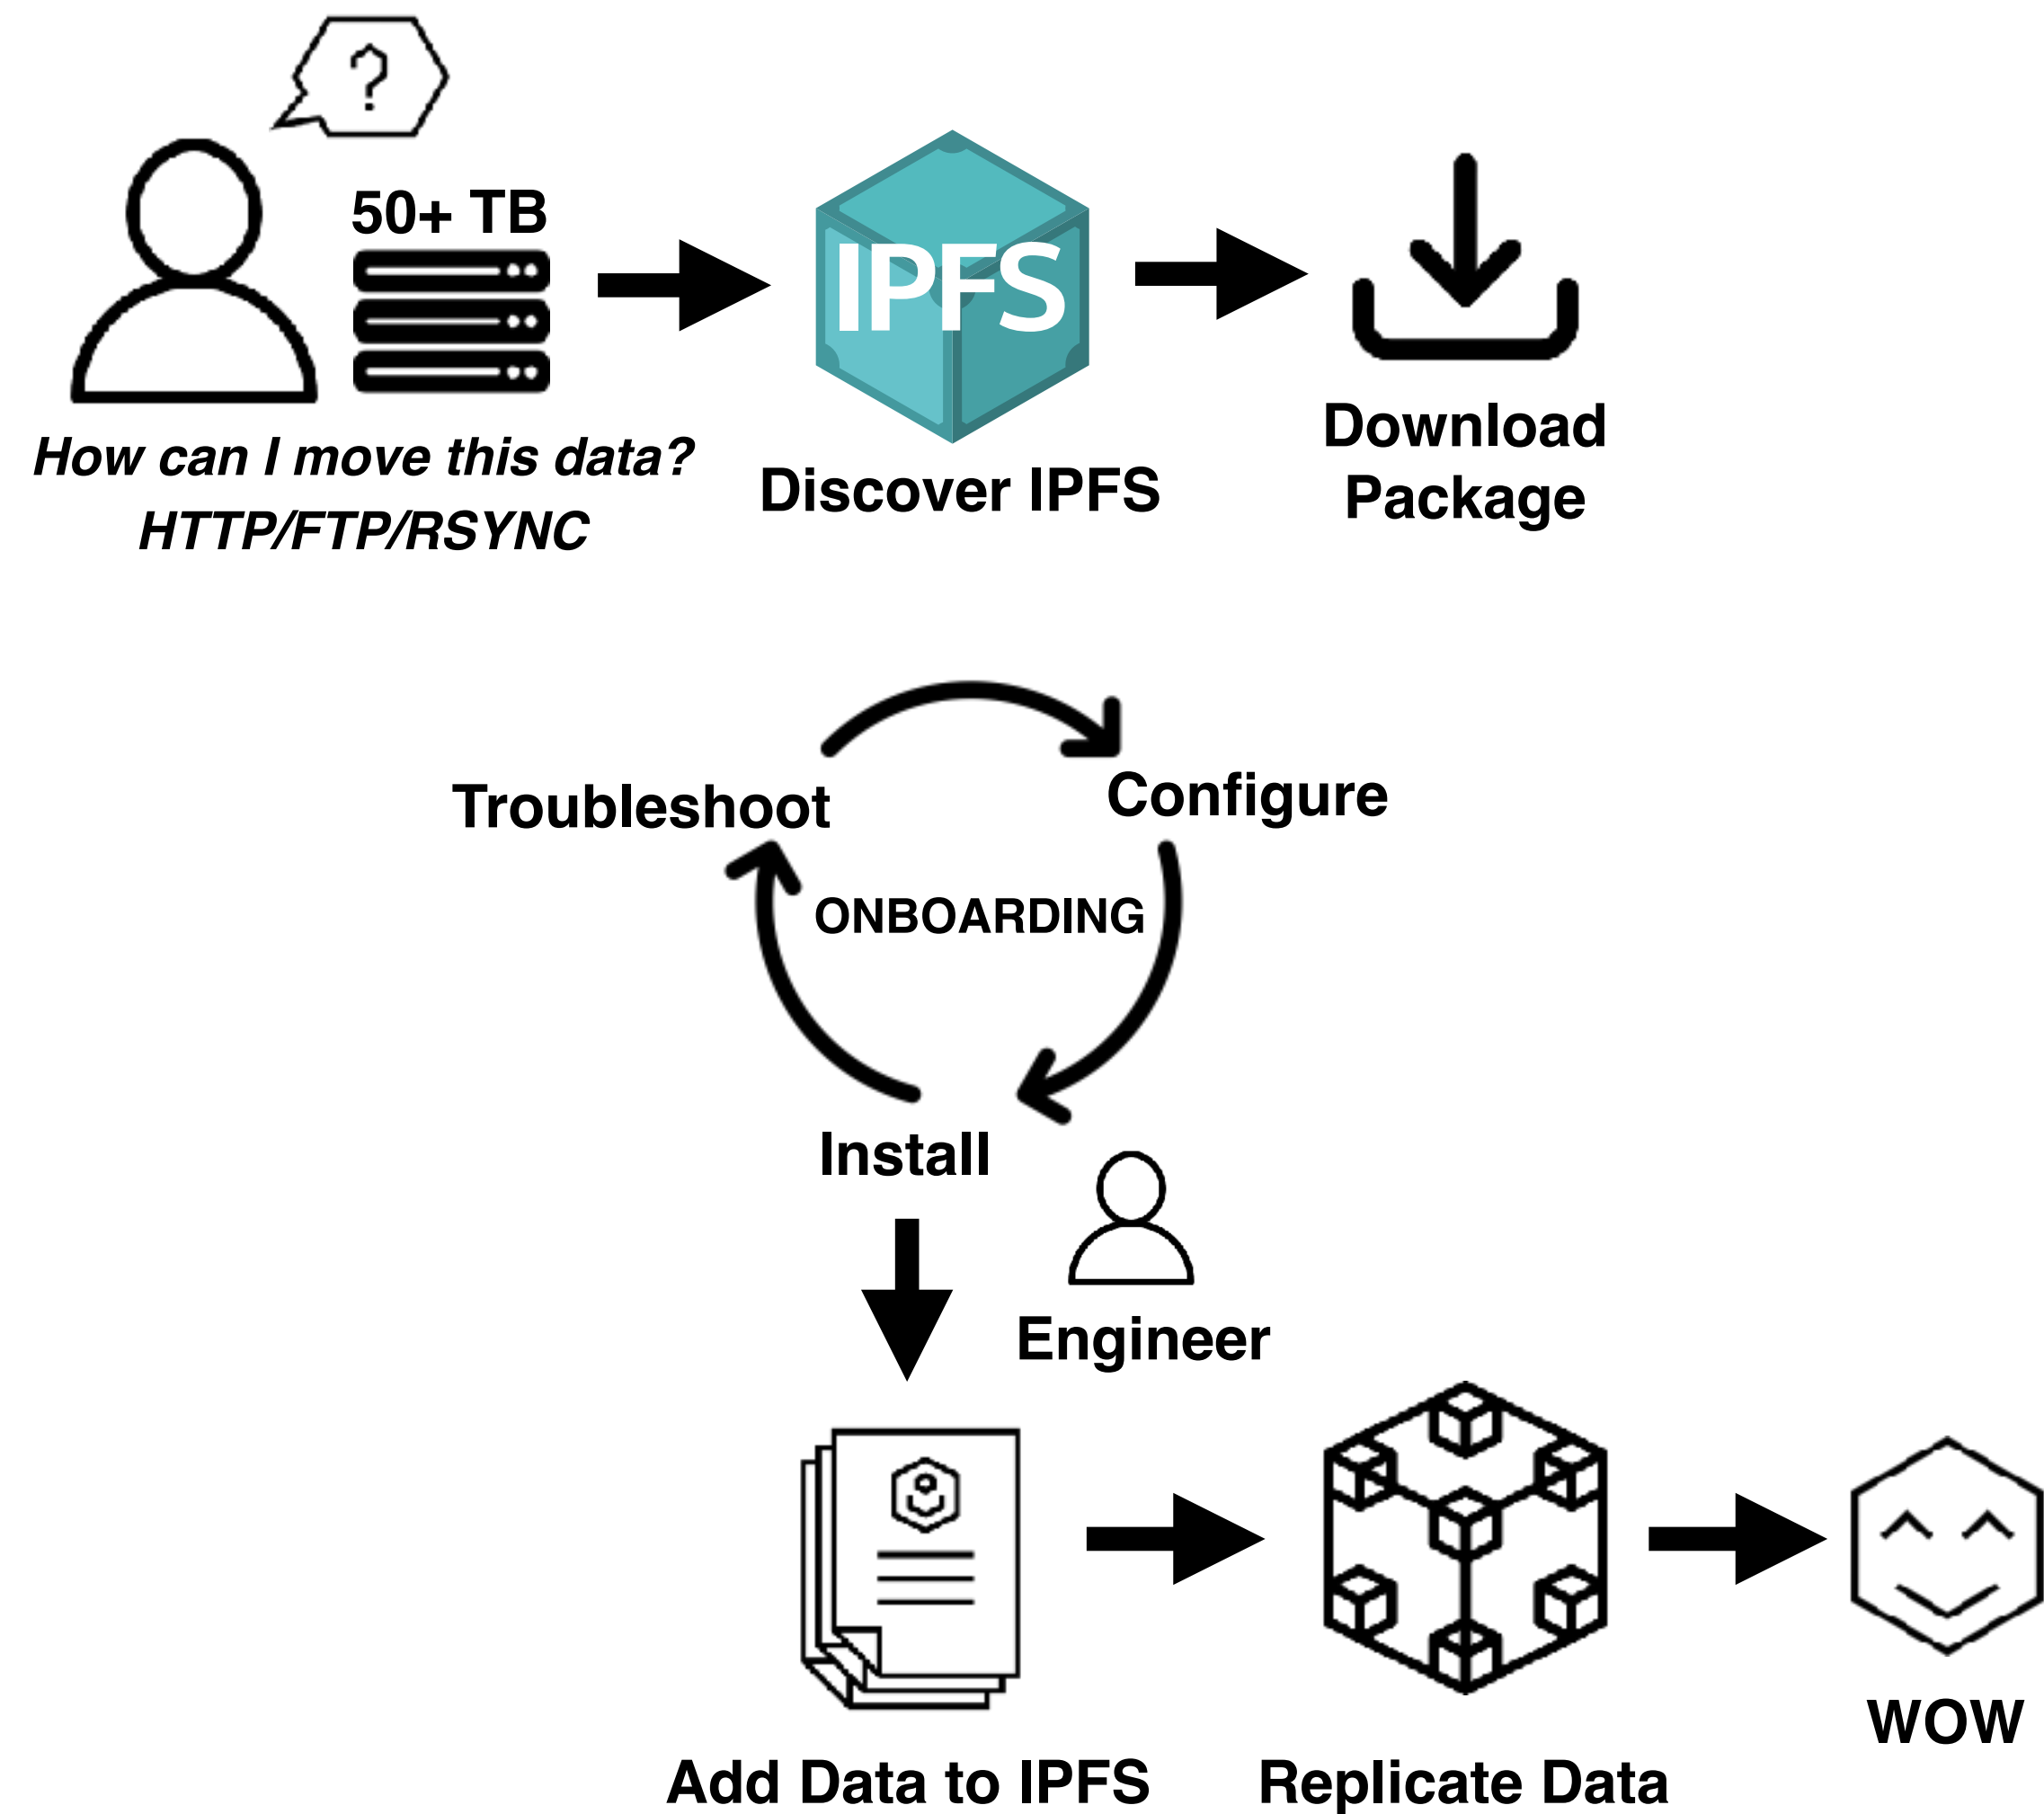 ?
50+ TB
IPFS
How can I move this data?
HTTP/FTP/RSYNC
Discover IPFS
Download
Package
Troubleshoot
Configure
ONBOARDING
Install
Engineer
Add Data to IPFS
Replicate Data
WOW